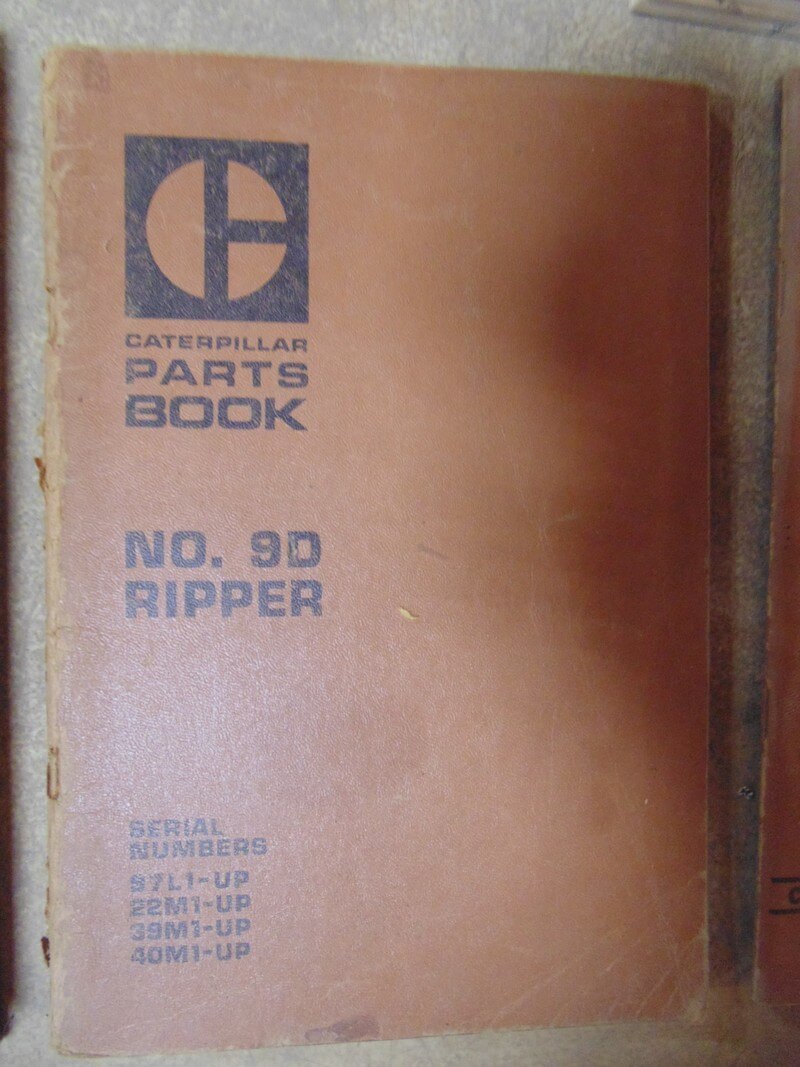 CATERPILLAR
PARTS
BOOK
NO. 9D
RIPPER
SERIAL
NUMBERS
97L1-UP
22M1-UP
39M1-UP
40M1-UP